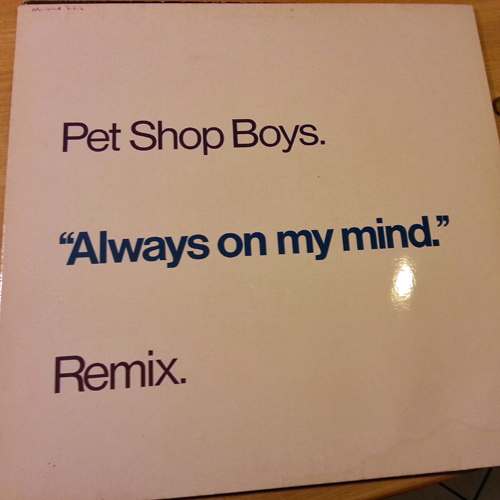 Pet Shop Boys.
“Always on my mind.”
Remix.